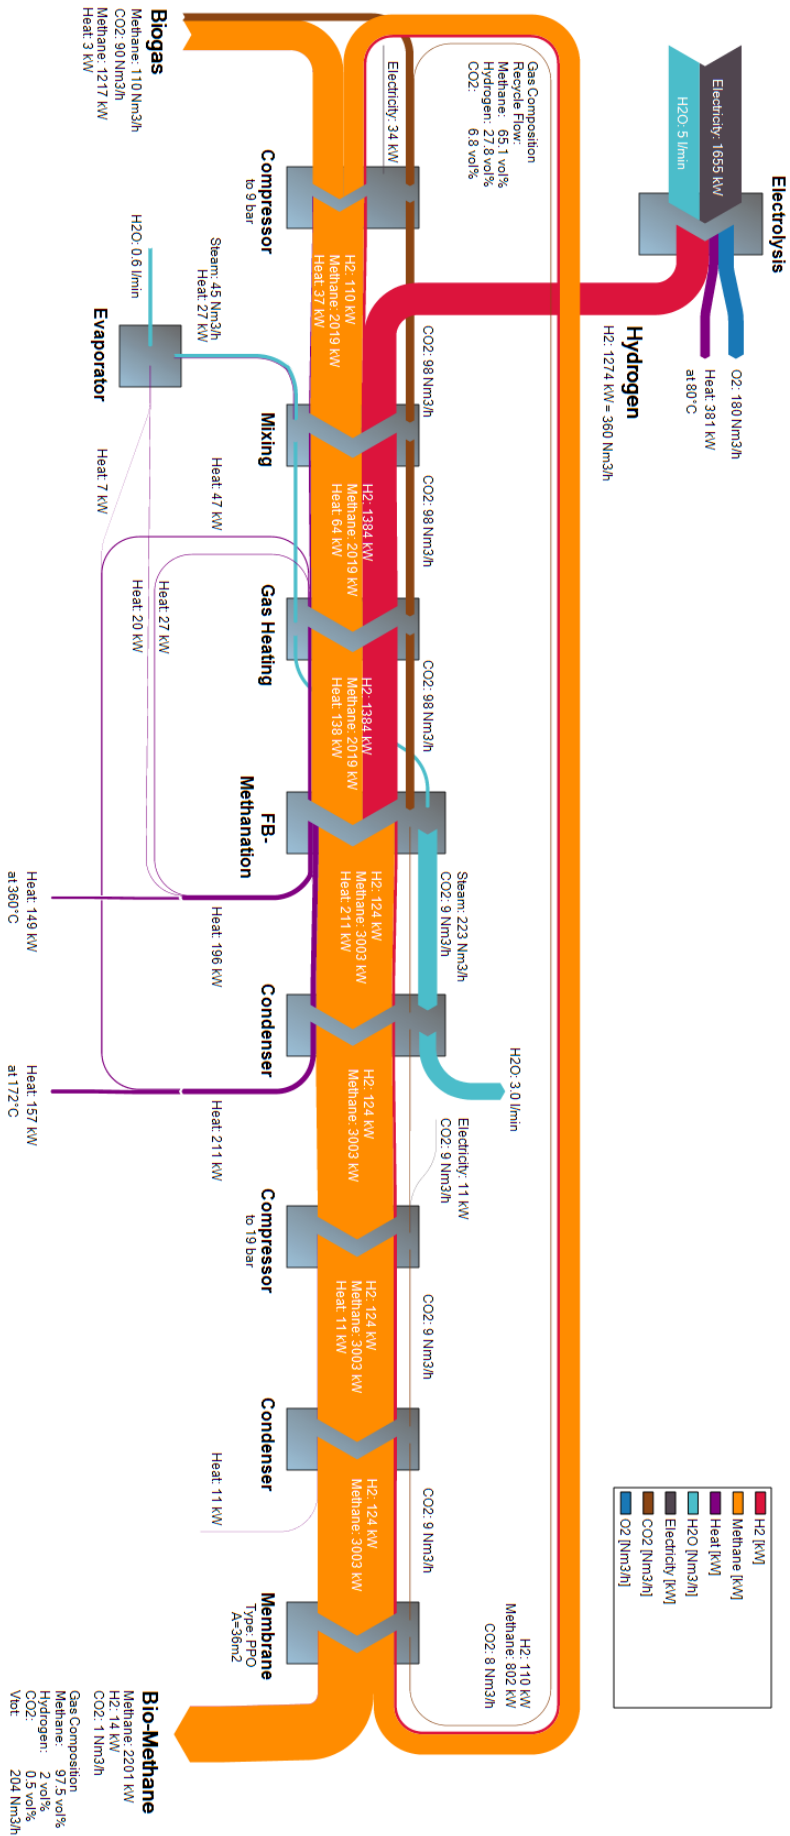 Electrolysis
Electricity: 1655 kW
H2O: 5 l/min
O2: 180 Nm3/h
Heat: 381 kW
at 80°C
Hydrogen
H2: 1274 kW = 360 Nm3/h
H2 [kW]
Methane [kW]
Heat [kW]
H2O [Nm3/h]
Electricity [kW]
CO2 [Nm3/h]
O2 [Nm3/h]
Gas Composition
Recycle Flow:
Methane: 65.1 vol%
Hydrogen: 27.8 vol%
CO2: 6.8 vol%
H2: 110 kW
Methane: 802 kW
CO2: 8 Nm3/h
Electricity: 34 kW
CO2: 98 Nm3/h
CO2: 98 Nm3/h
CO2: 98 Nm3/h
Steam: 223 Nm3/h
CO2: 9 Nm3/h
H2O: 3.0 l/min
Electricity: 11 kW
CO2: 9 Nm3/h
CO2: 9 Nm3/h
CO2: 9 Nm3/h
H2: 110 kW
Methane: 2019 kW
Heat: 37 kW
H2: 1384 kW
Methane: 2019 kW
Heat: 64 kW
H2: 1384 kW
Methane: 2019 kW
Heat: 138 kW
H2: 124 kW
Methane: 3003 kW
Heat: 211 kW
H2: 124 kW
Methane: 3003 kW
H2: 124 kW
Methane: 3003 kW
Heat: 11 kW
H2: 124 kW
Methane: 3003 kW
Biogas
Methane: 110 Nm3/h
CO2: 90 Nm3/h
Methane: 1217 kW
Heat: 3 kW
Compressor
to 9 bar
Mixing
Gas Heating
FB-
Methanation
Condenser
Compressor
to 19 bar
Condenser
Membrane
Type: PPO
A=36m2
Steam: 45 Nm3/h
Heat: 27 kW
H2O: 0.6 l/min
Evaporator
Heat: 47 kW
Heat: 7 kW
Heat: 27 kW
Heat: 20 kW
Heat: 196 kW
Heat: 149 kW
at 360°C
Heat: 211 kW
Heat: 157 kW
at 172°C
Heat: 11 kW
Bio-Methane
Methane: 2201 kW
H2: 14 kW
CO2: 1 Nm3/h
Gas Composition
Methane: 97.5 vol%
Hydrogen: 2 vol%
CO2: 0.5 vol%
Vtot: 204 Nm3/h